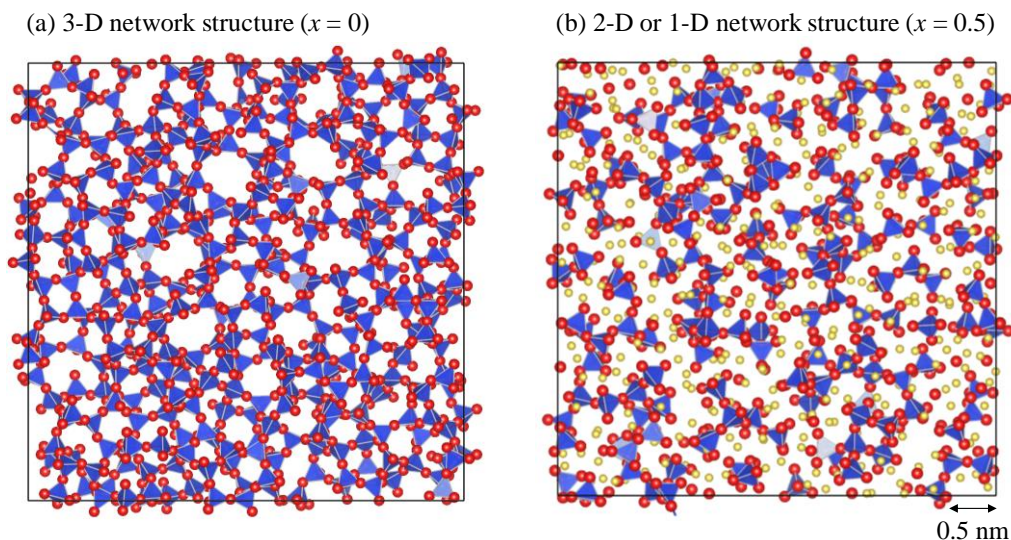 (a) 3-D network structure (x = 0)
(b) 2-D or 1-D network structure (x = 0.5)
0.5 nm